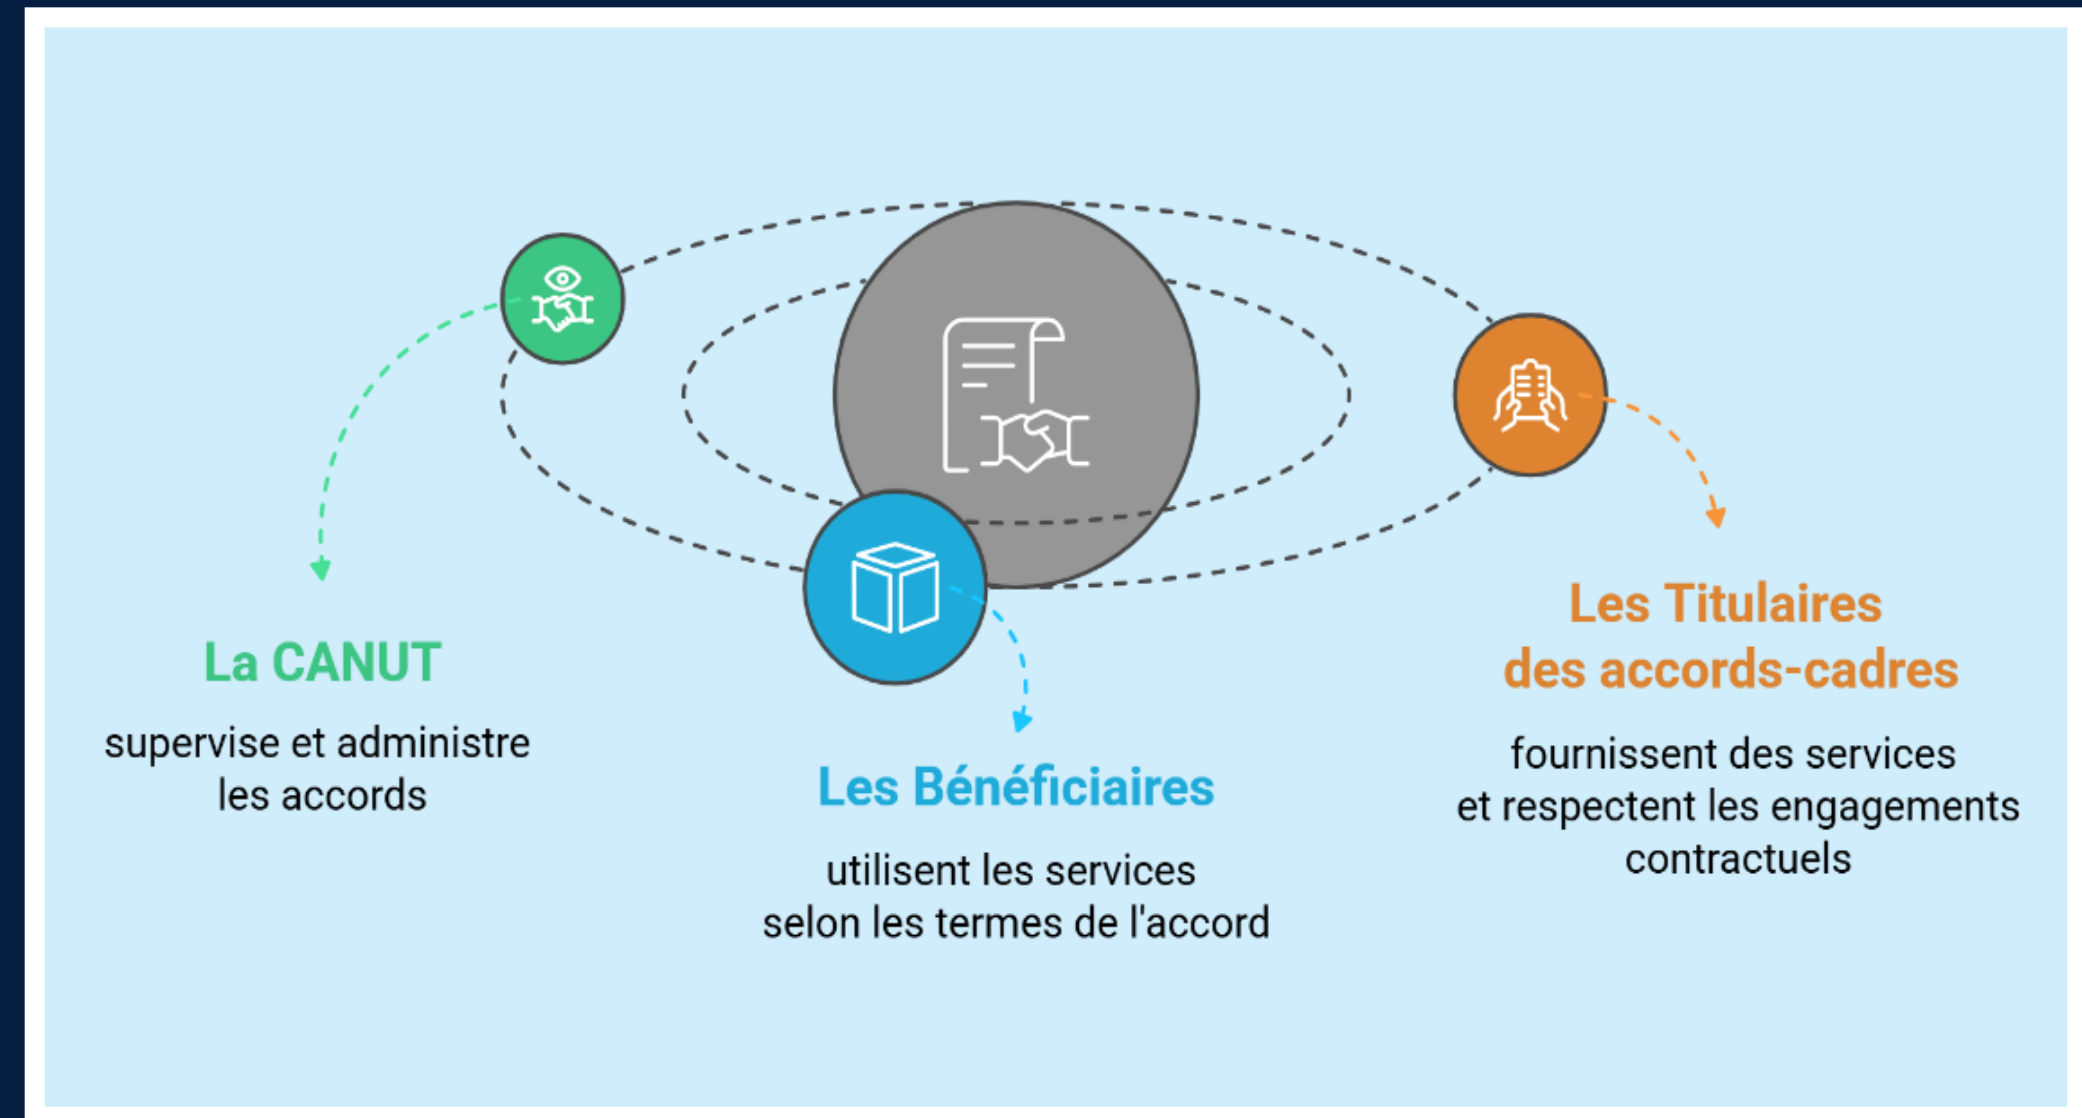 La CANUT
supervise et administre
les accords
Les Bénéficiaires
utilisent les services
selon les termes de l'accord
Les Titulaires
des accords-cadres
fournissent des services
et respectent les engagements
contractuels